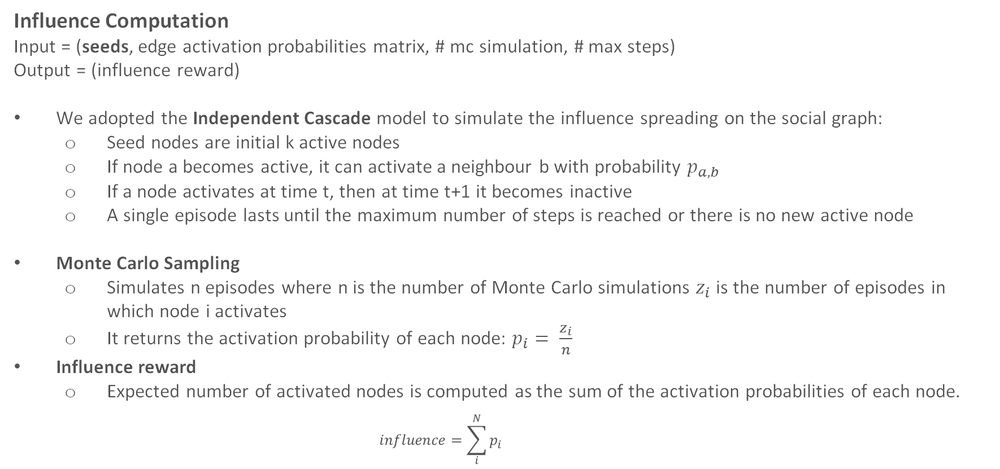 Influence Computation
Input = (seeds, edge activation probabilities matrix, # mc simulation, # max steps)
Output = (influence reward)
• We adopted the Independent Cascade model to simulate the influence spreading on the social graph:
○ Seed nodes are initial k active nodes
○ If node a becomes active, it can activate a neighbour b with probability p_{a,b}
○ If a node activates at time t, then at time t+1 it becomes inactive
○ A single episode lasts until the maximum number of steps is reached or there is no new active node
• Monte Carlo Sampling
○ Simulates n episodes where n is the number of Monte Carlo simulations z_i is the number of episodes in
which node i activates
○ It returns the activation probability of each node: p_i = z_i/n
• Influence reward
○ Expected number of activated nodes is computed as the sum of the activation probabilities of each node.
influence = \sum_{i}^{N} p_i